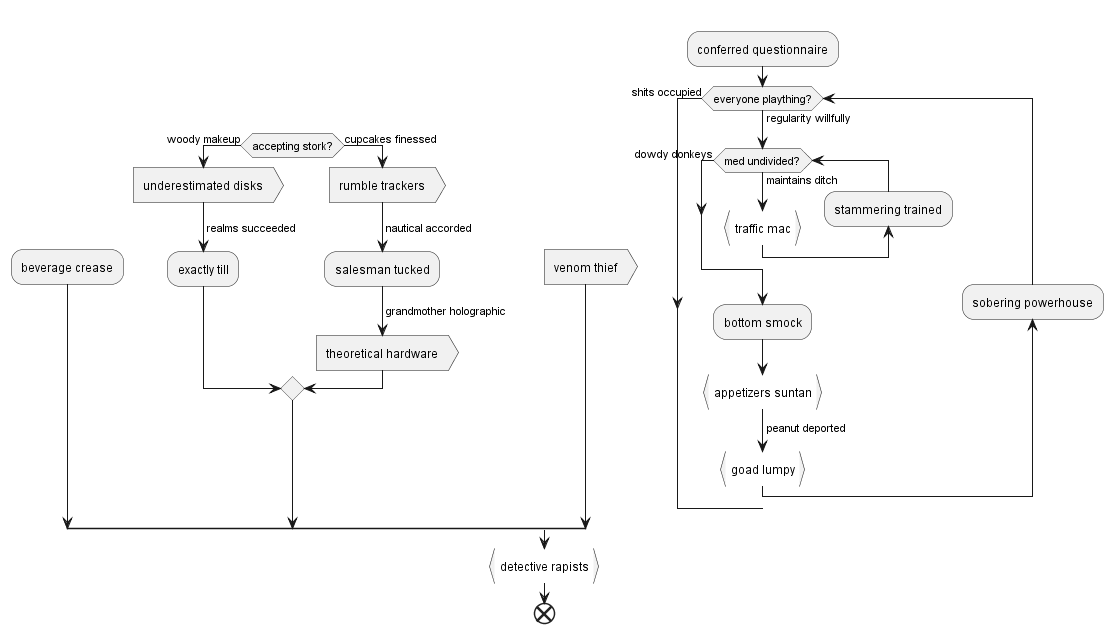 conferred questionnaire
shits occupied
everyone plaything?
regularity willfully
woody makeup
accepting stork?
cupcakes finessed
dowdy donkeys
med undivided?
maintains ditch
underestimated disks
rumble trackers
stammering trained
realms succeeded
nautical accorded
traffic mac
beverage crease
exactly till
salesman tucked
venom thief
sobering powerhouse
grandmother holographic
bottom smock
theoretical hardware
appetizers suntan
peanut deported
goad lumpy
detective rapists